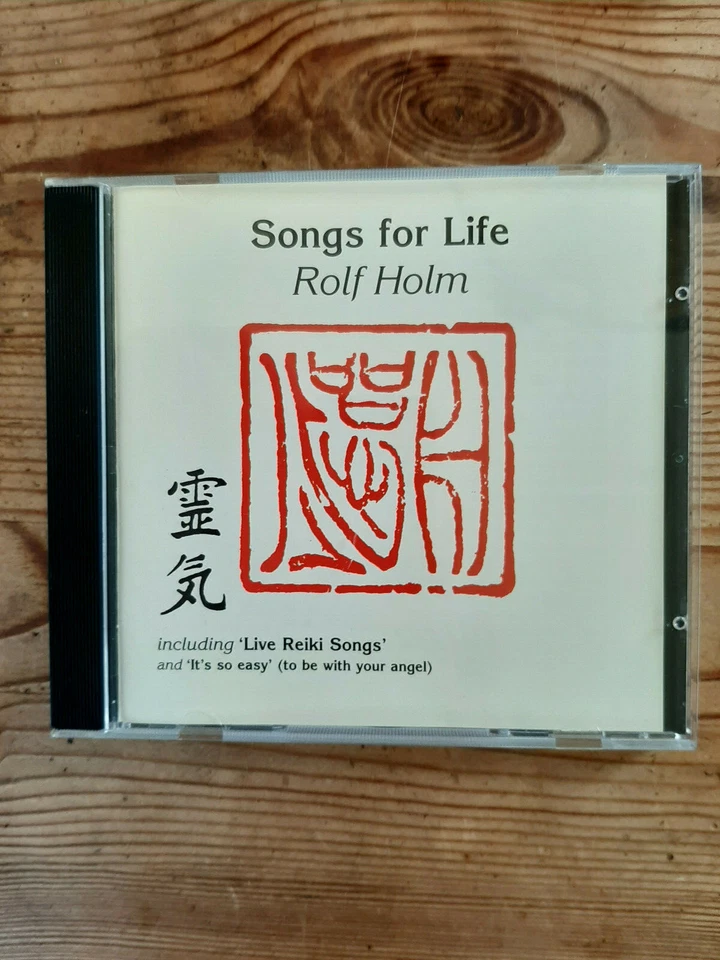 Songs for Life
Rolf Holm
靈
気
including 'Live Reiki Songs'
and 'It's so easy' (to be with your angel)